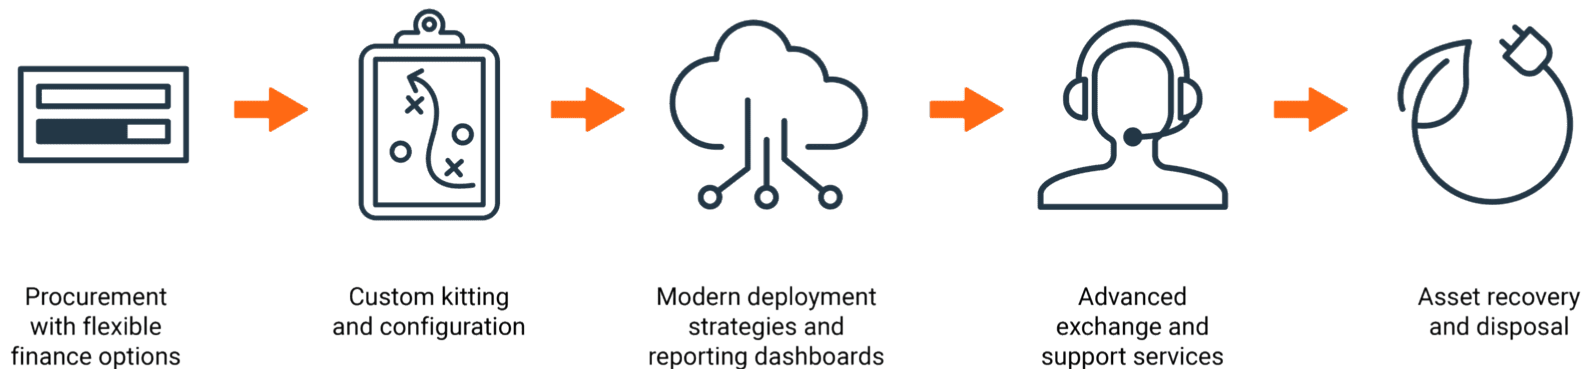 Procurement
with flexible
finance options
Custom kitting
and configuration
Modern deployment
strategies and
reporting dashboards
Advanced
exchange and
support services
Asset recovery
and disposal